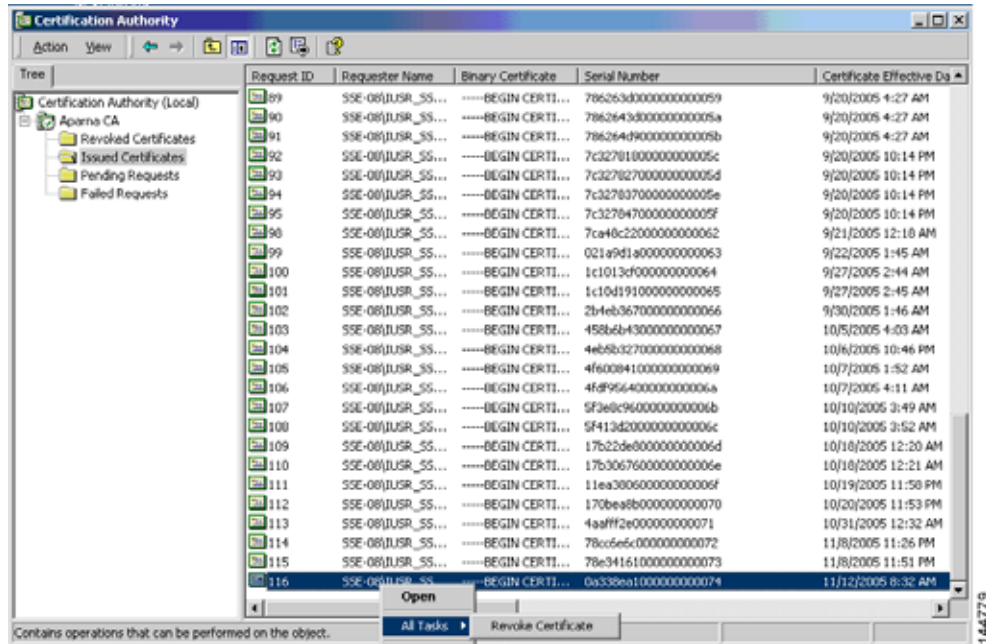 Certification Authority
Action View
Tree
Request ID Requester Name Binary Certificate Serial Number Certificate Effective Da
Certification Authority (Local)
Aparna CA
Revoked Certificates
Issued Certificates
Pending Requests
Failed Requests
89 SSE-08\IUSR_SS... -----BEGIN CERTI... 786263d0000000000059 9/20/2005 4:27 AM
90 SSE-08\IUSR_SS... -----BEGIN CERTI... 7862643d00000000005a 9/20/2005 4:27 AM
91 SSE-08\IUSR_SS... -----BEGIN CERTI... 786264d900000000005b 9/20/2005 4:27 AM
92 SSE-08\IUSR_SS... -----BEGIN CERTI... 7c32781800000000005c 9/20/2005 10:14 PM
93 SSE-08\IUSR_SS... -----BEGIN CERTI... 7c32782700000000005d 9/20/2005 10:14 PM
94 SSE-08\IUSR_SS... -----BEGIN CERTI... 7c32783700000000005e 9/20/2005 10:14 PM
95 SSE-08\IUSR_SS... -----BEGIN CERTI... 7c32784700000000005f 9/20/2005 10:14 PM
98 SSE-08\IUSR_SS... -----BEGIN CERTI... 7ca48c22000000000062 9/21/2005 12:18 AM
99 SSE-08\IUSR_SS... -----BEGIN CERTI... 021a9d1a000000000063 9/22/2005 1:45 AM
100 SSE-08\IUSR_SS... -----BEGIN CERTI... 1c1013cf000000000064 9/27/2005 2:44 AM
101 SSE-08\IUSR_SS... -----BEGIN CERTI... 1c10d191000000000065 9/27/2005 2:45 AM
102 SSE-08\IUSR_SS... -----BEGIN CERTI... 2b4eb367000000000066 9/30/2005 1:46 AM
103 SSE-08\IUSR_SS... -----BEGIN CERTI... 458b6b43000000000067 10/5/2005 4:03 AM
104 SSE-08\IUSR_SS... -----BEGIN CERTI... 4eb5b327000000000068 10/6/2005 10:46 PM
105 SSE-08\IUSR_SS... -----BEGIN CERTI... 4f600841000000000069 10/7/2005 1:52 AM
106 SSE-08\IUSR_SS... -----BEGIN CERTI... 4fdf956400000000006a 10/7/2005 4:11 AM
107 SSE-08\IUSR_SS... -----BEGIN CERTI... 5f3e8c9600000000006b 10/10/2005 3:49 AM
108 SSE-08\IUSR_SS... -----BEGIN CERTI... 5f413d2000000000006c 10/10/2005 3:52 AM
109 SSE-08\IUSR_SS... -----BEGIN CERTI... 17b22de800000000006d 10/18/2005 12:20 AM
110 SSE-08\IUSR_SS... -----BEGIN CERTI... 17b3067600000000006e 10/18/2005 12:21 AM
111 SSE-08\IUSR_SS... -----BEGIN CERTI... 11ea380600000000006f 10/19/2005 11:58 PM
112 SSE-08\IUSR_SS... -----BEGIN CERTI... 170bea8b000000000070 10/20/2005 11:53 PM
113 SSE-08\IUSR_SS... -----BEGIN CERTI... 4aafff2e000000000071 10/31/2005 12:32 AM
114 SSE-08\IUSR_SS... -----BEGIN CERTI... 78cc6e6c000000000072 11/8/2005 11:26 PM
115 SSE-08\IUSR_SS... -----BEGIN CERTI... 78e34161000000000073 11/8/2005 11:51 PM
116 SSE-08\IUSR_SS... -----BEGIN CERTI... 0a338ea1000000000074 11/12/2005 8:32 AM
Open
All Tasks Revoke Certificate
Contains operations that can be performed on the object.
144779